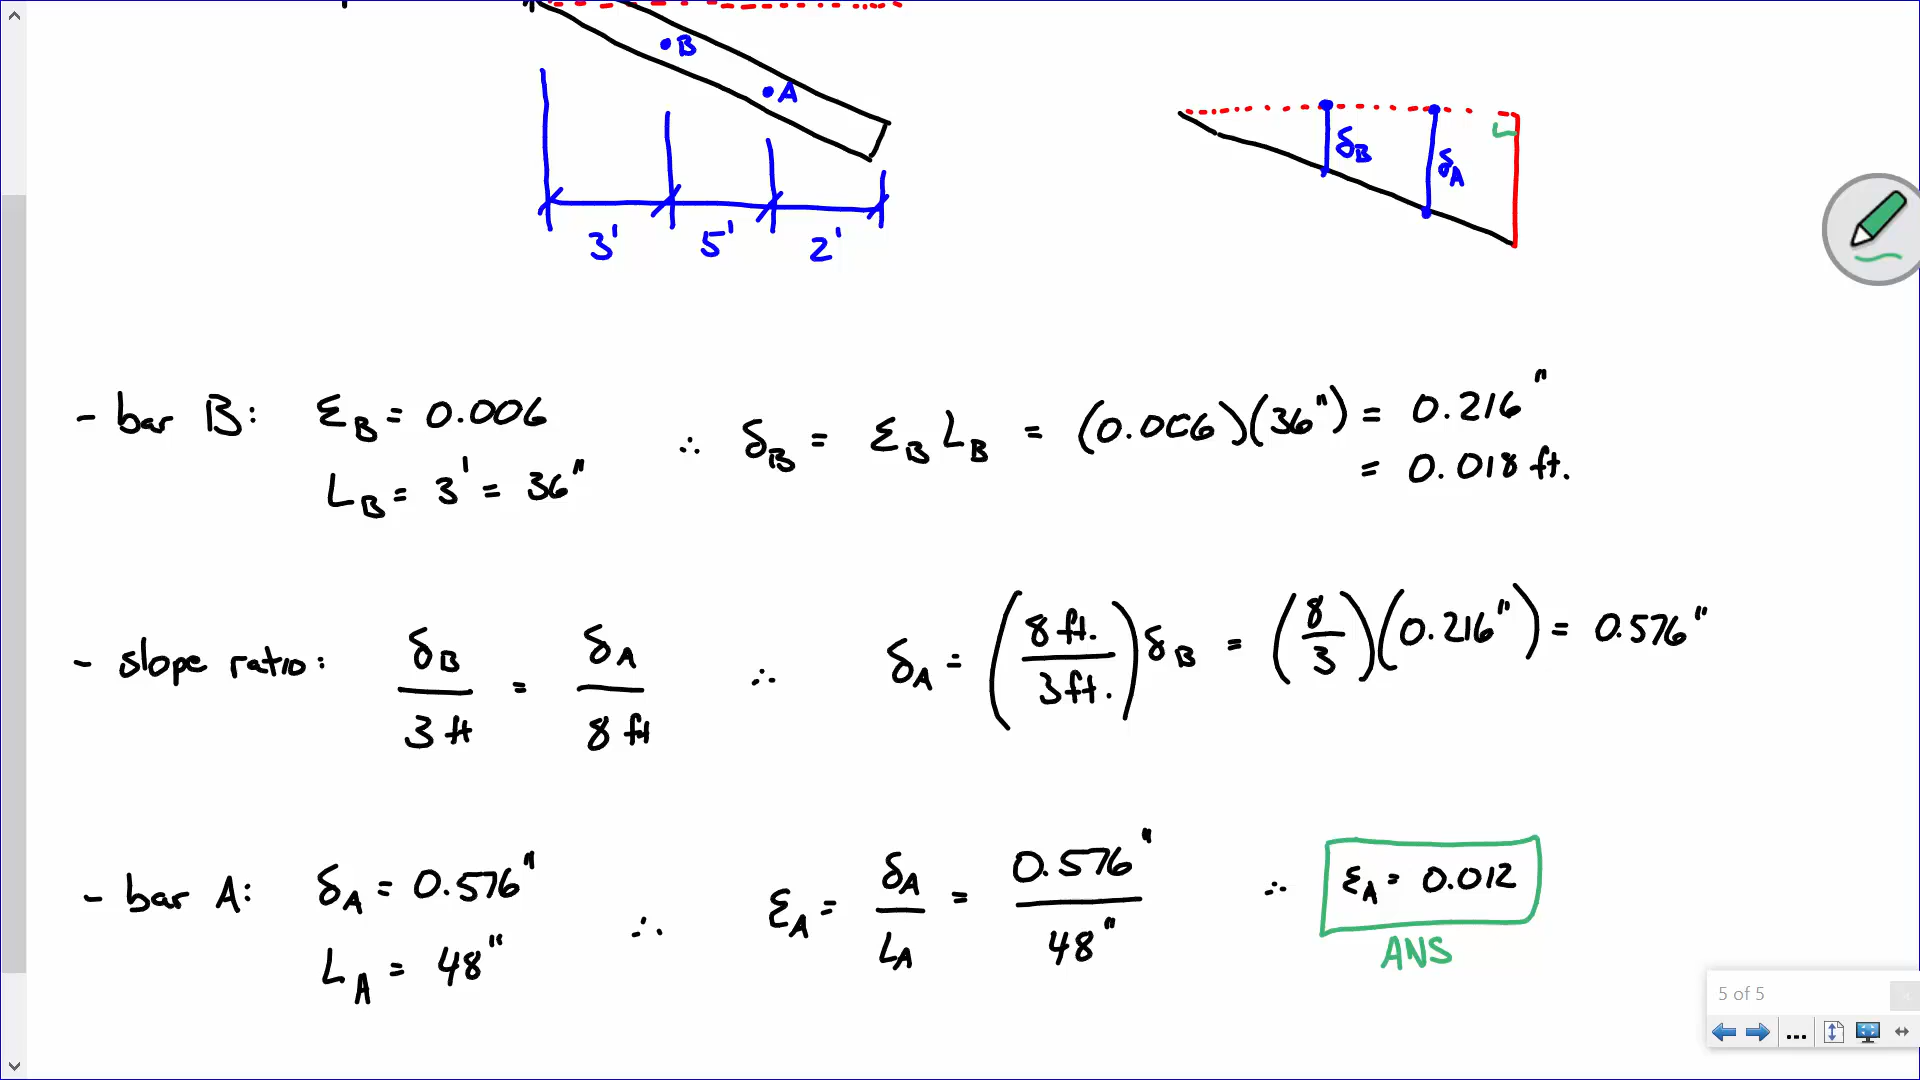 B
A
3' 5' 2'
δB
δA
- bar B: εB = 0.006
LB = 3' = 36"
∴ δB = εB LB = (0.006)(36") = 0.216"
= 0.018 ft.
- slope ratio: δB / 3 ft = δA / 8 ft ∴ δA = (8 ft. / 3 ft.) δB = (8/3)(0.216") = 0.576"
- bar A: δA = 0.576"
LA = 48"
∴ εA = δA / LA = 0.576" / 48" ∴ εA = 0.012
ANS
5 of 5